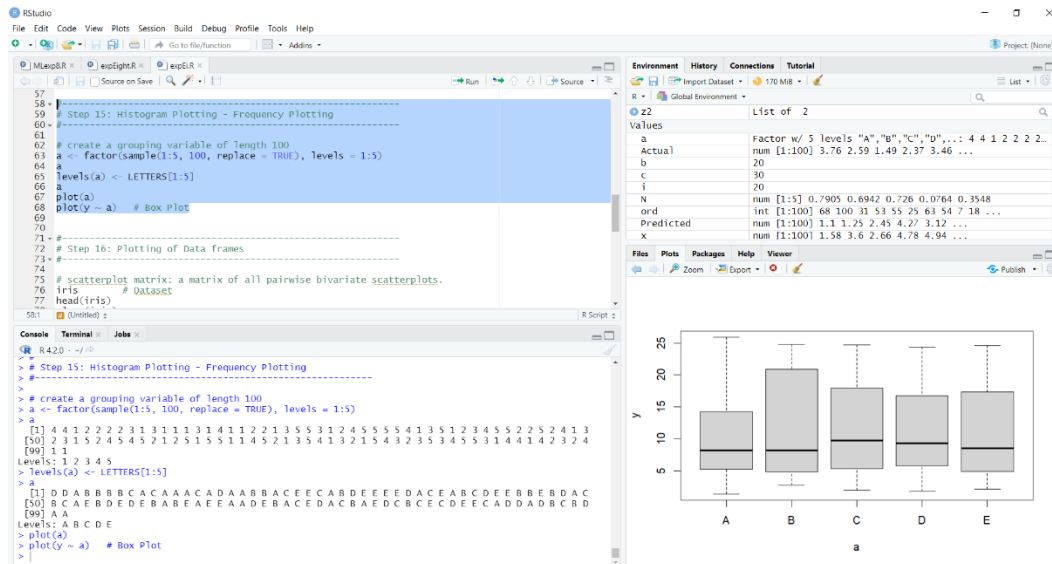 RStudio
File Edit Code View Plots Session Build Debug Profile Tools Help
Go to file/function Addins Project: (None)
MLexp8.R expEight.R expEi.R
Source on Save Run Source
57
58 #----------------------------------------------------------------
59 # Step 15: Histogram Plotting - Frequency Plotting
60 #----------------------------------------------------------------
61
62 # create a grouping variable of length 100
63 a <- factor(sample(1:5, 100, replace = TRUE), levels = 1:5)
64 a
65 levels(a) <- LETTERS[1:5]
66 a
67 plot(a)
68 plot(y ~ a) # Box Plot
69
70
71 #----------------------------------------------------------------
72 # Step 16: Plotting of Data frames
73 #----------------------------------------------------------------
74
75 # scatterplot matrix: a matrix of all pairwise bivariate scatterplots.
76 iris # Dataset
77 head(iris)
58:1 (Untitled) R Script
Console Terminal Jobs
R 4.2.0 · ~/
> #
> # Step 15: Histogram Plotting - Frequency Plotting
> #----------------------------------------------------------------
>
> # create a grouping variable of length 100
> a <- factor(sample(1:5, 100, replace = TRUE), levels = 1:5)
> a
[1] 4 4 1 2 2 2 2 3 1 3 1 1 1 3 1 4 1 1 2 2 1 3 5 5 3 1 2 4 5 5 5 5 4 1 3 5 1 2 3 4 5 5 2 2 5 2 4 1 3
[50] 2 3 1 5 2 4 5 4 5 2 1 2 5 1 5 5 1 1 4 5 2 1 3 5 4 1 3 2 1 5 4 3 2 3 5 3 4 5 5 3 1 4 4 1 4 2 3 2 4
[99] 1 1
Levels: 1 2 3 4 5
> levels(a) <- LETTERS[1:5]
> a
[1] D D A B B B B C A C A A A C A D A A B B A C E E C A B D E E E E D A C E A B C D E E B B E B D A C
[50] B C A E B D E D E B A B E A E E A A D E B A C E D A C B A E D C B C E C D E E C A D D A D B C B D
[99] A A
Levels: A B C D E
> plot(a)
> plot(y ~ a) # Box Plot
>
Environment History Connections Tutorial
Import Dataset 170 MiB List
R Global Environment
z2 List of 2
Values
a Factor w/ 5 levels "A","B","C","D",..: 4 4 1 2 2 2 2…
Actual num [1:100] 3.76 2.59 1.49 2.37 3.46 ...
b 20
c 30
i 20
N num [1:5] 0.7905 0.6942 0.726 0.0764 0.3548
ord int [1:100] 68 100 31 53 55 25 63 54 7 18 ...
Predicted num [1:100] 1.1 1.25 2.45 4.27 3.12 ...
x num [1:100] 1.58 3.6 2.66 4.78 4.94 ...
Files Plots Packages Help Viewer
Zoom Export Publish
25
20
15
10
5
y
A B C D E
a